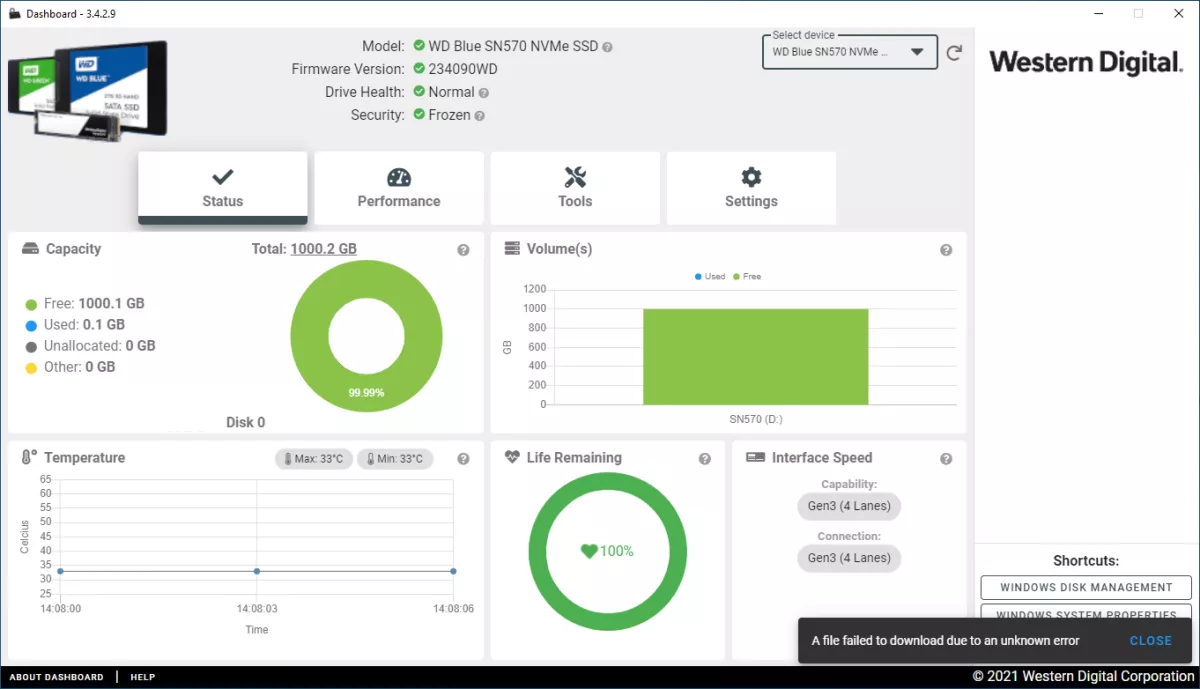 Dashboard - 3.4.2.9
Model: WD Blue SN570 NVMe SSD
Firmware Version: 234090WD
Drive Health: Normal
Security: Frozen
Select device
WD Blue SN570 NVMe ...
Western Digital.
WD GREEN
WD BLUE
SATA SSD
Status
Performance
Tools
Settings
Capacity
Total: 1000.2 GB
Free: 1000.1 GB
Used: 0.1 GB
Unallocated: 0 GB
Other: 0 GB
99.99%
Disk 0
Volume(s)
Used Free
1200
1000
800
600
400
200
0
GB
SN570 (D:)
Temperature
Max: 33°C
Min: 33°C
65
60
55
50
45
40
35
30
25
Celcius
14:08:00 14:08:03 14:08:06
Time
Life Remaining
100%
Interface Speed
Capability:
Gen3 (4 Lanes)
Connection:
Gen3 (4 Lanes)
Shortcuts:
WINDOWS DISK MANAGEMENT
WINDOWS SYSTEM PROPERTIES
A file failed to download due to an unknown error CLOSE
ABOUT DASHBOARD | HELP
© 2021 Western Digital Corporation